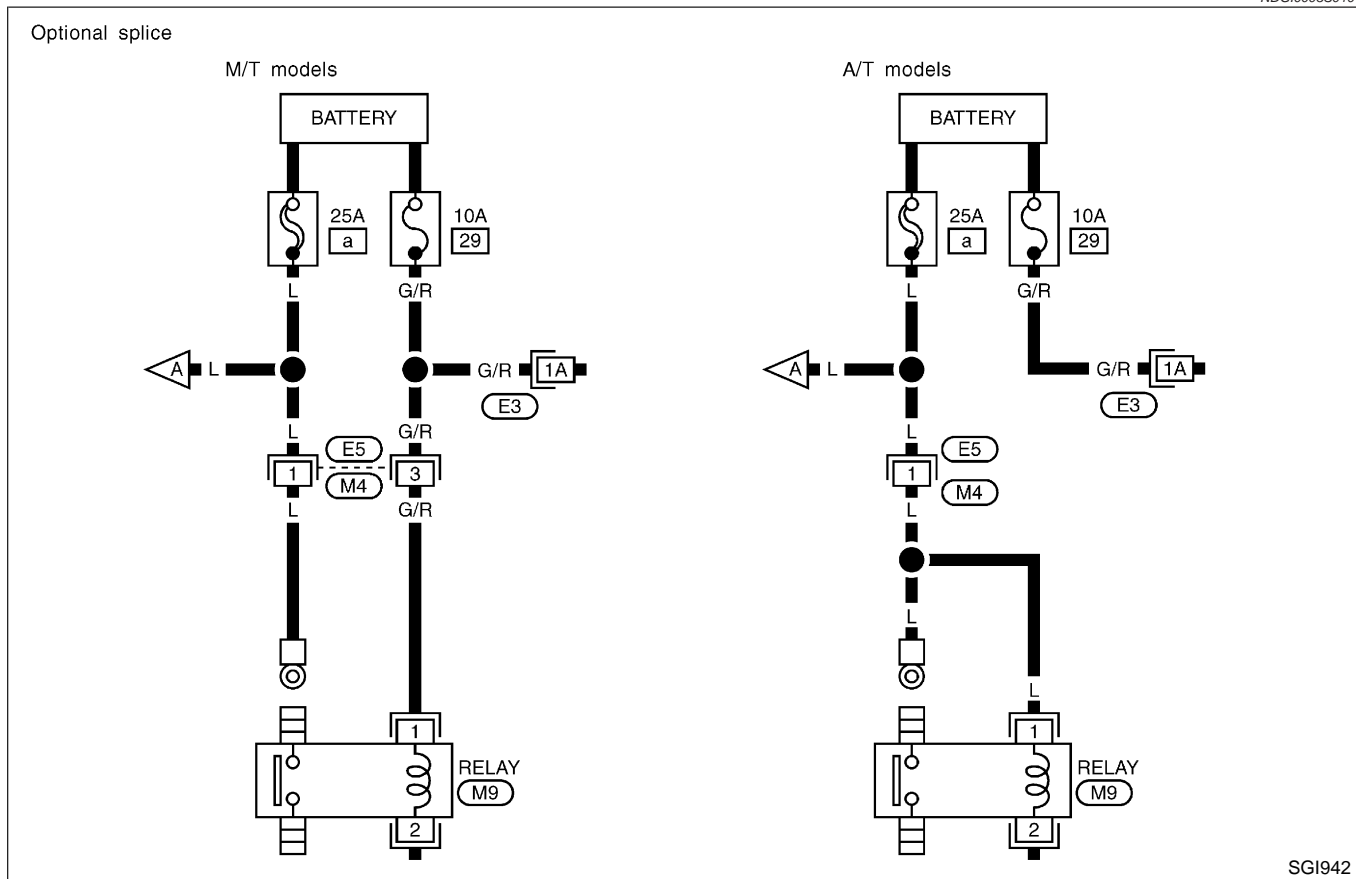 Optional splice
M/T models
BATTERY
25A
a
10A
29
L
G/R
A
L
G/R
1A
E3
L
G/R
E5
1
3
M4
L
G/R
1
RELAY
M9
2
A/T models
BATTERY
25A
a
10A
29
L
G/R
A
L
G/R
1A
E3
L
E5
1
M4
L
L
L
1
RELAY
M9
2
SGI942